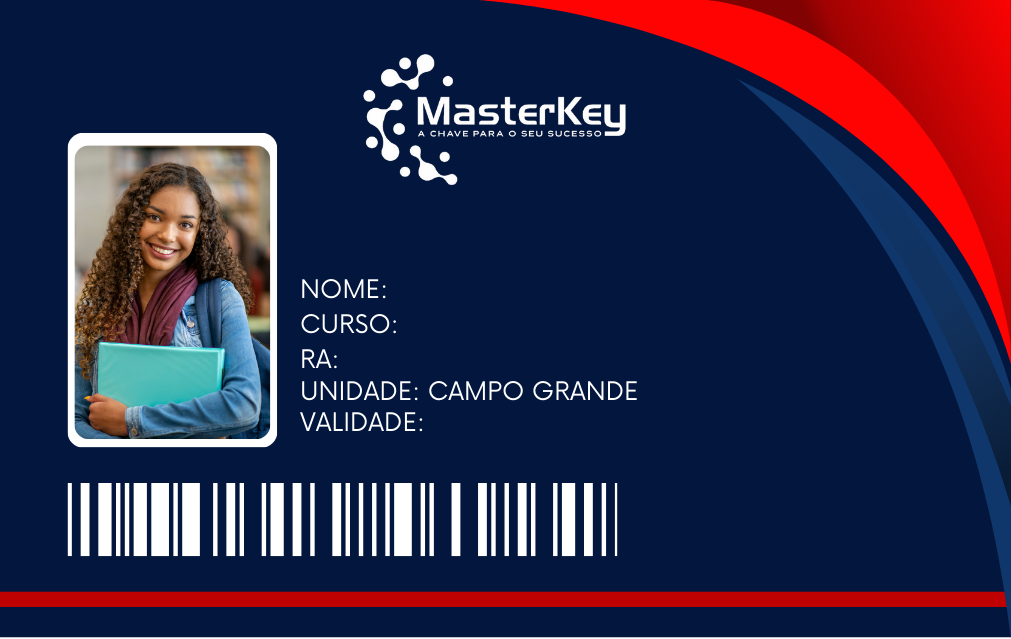 MasterKey
A CHAVE PARA O SEU SUCESSO
NOME:
CURSO:
RA:
UNIDADE: CAMPO GRANDE
VALIDADE: